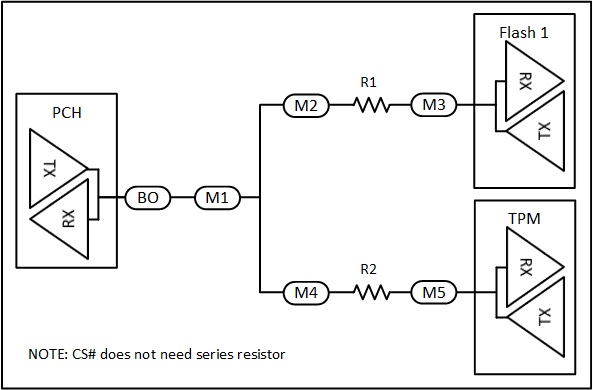 PCH
TX
RX
BO
M1
M2
R1
M3
Flash 1
RX
TX
M4
R2
M5
TPM
RX
TX
NOTE: CS# does not need series resistor